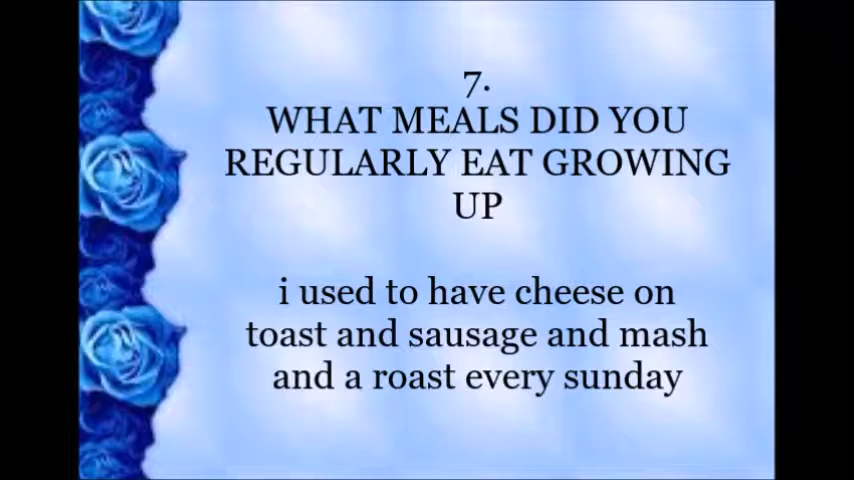 7.
WHAT MEALS DID YOU
REGULARLY EAT GROWING
UP
i used to have cheese on
toast and sausage and mash
and a roast every sunday